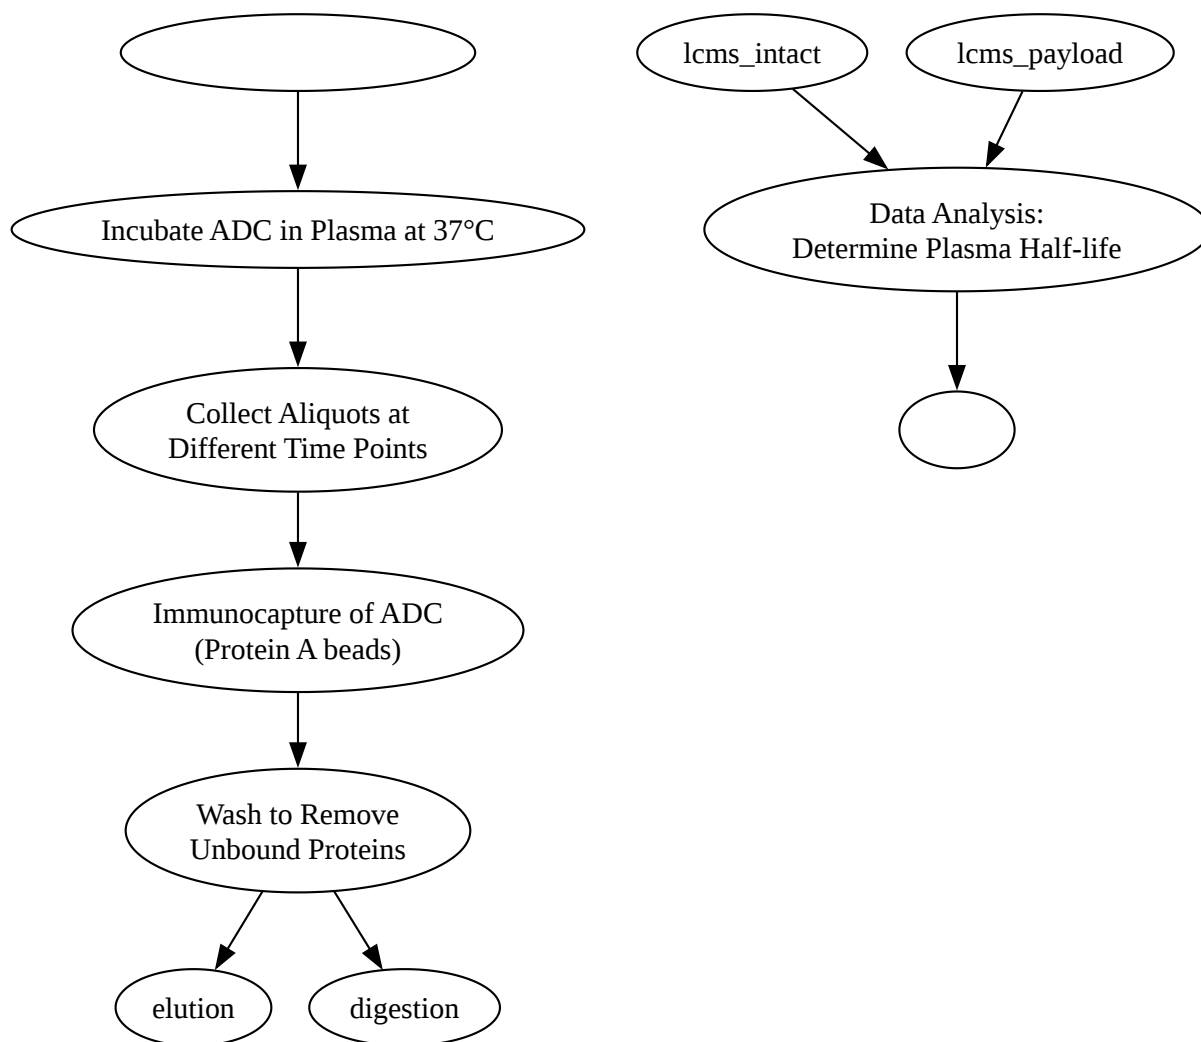 lcms_intact
lcms_payload
Incubate ADC in Plasma at 37°C
Data Analysis:
Determine Plasma Half-life
Collect Aliquots at
Different Time Points
Immunocapture of ADC
(Protein A beads)
Wash to Remove
Unbound Proteins
elution
digestion